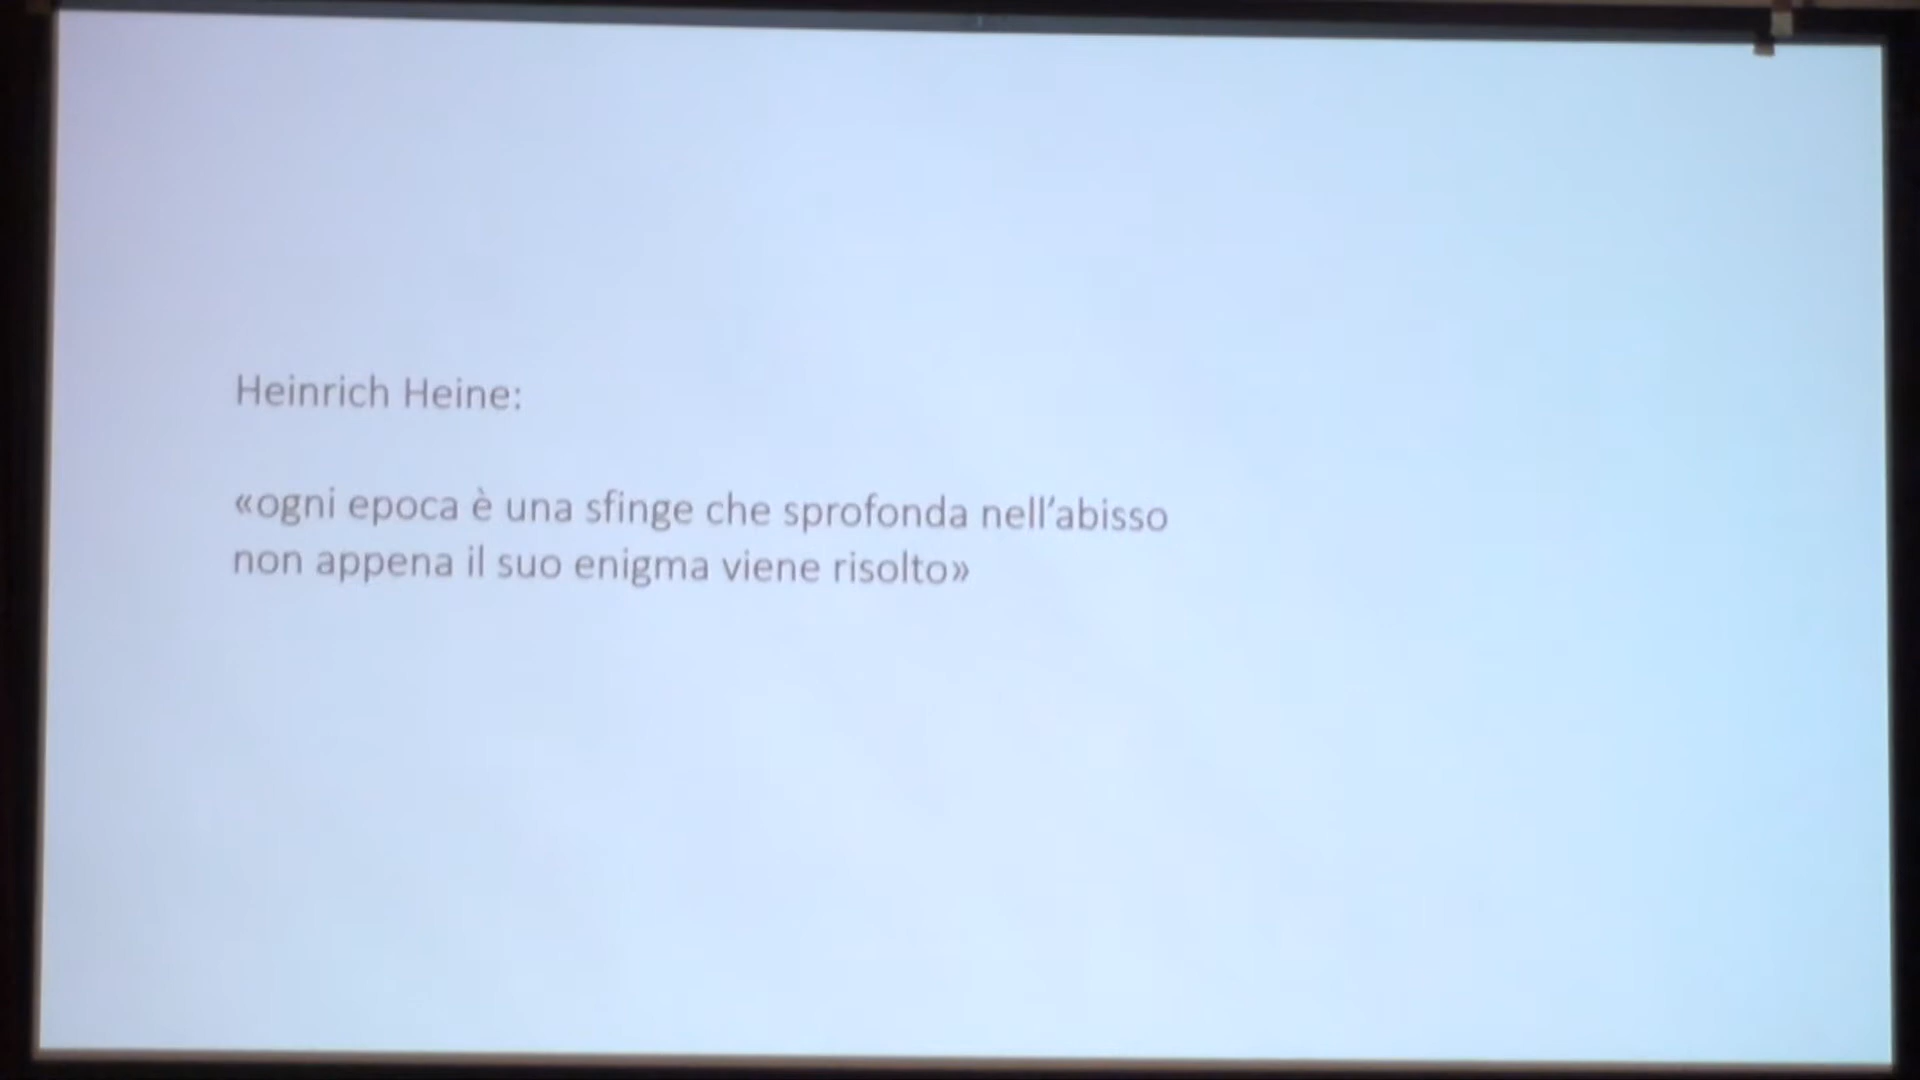 Heinrich Heine:
«ogni epoca è una sfinge che sprofonda nell’abisso
non appena il suo enigma viene risolto»